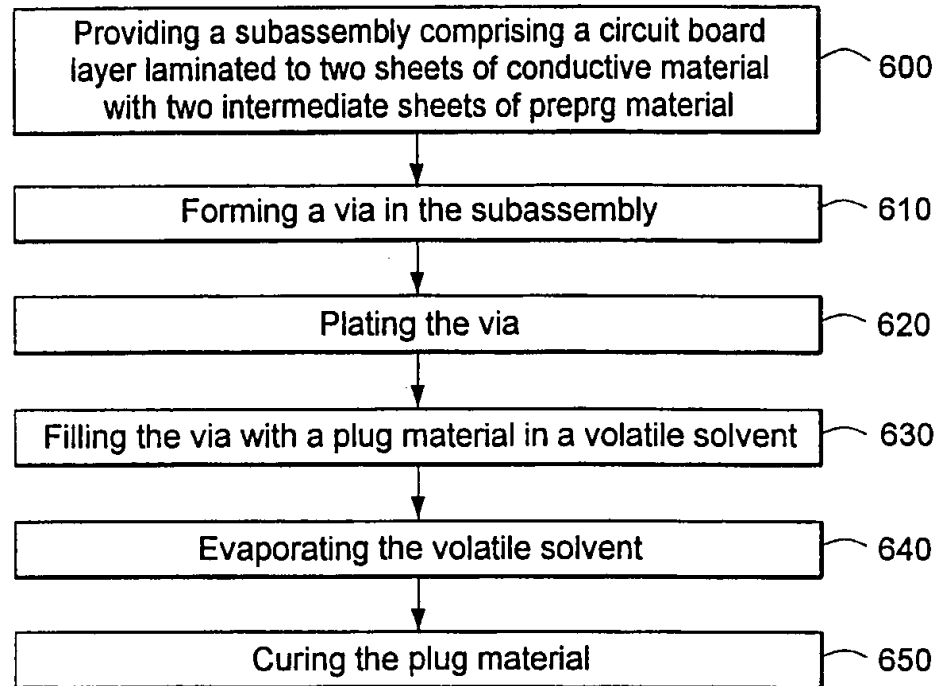 Providing a subassembly comprising a circuit board
layer laminated to two sheets of conductive material
with two intermediate sheets of preprg material
600
Forming a via in the subassembly
610
Plating the via
620
Filling the via with a plug material in a volatile solvent
630
Evaporating the volatile solvent
640
Curing the plug material
650